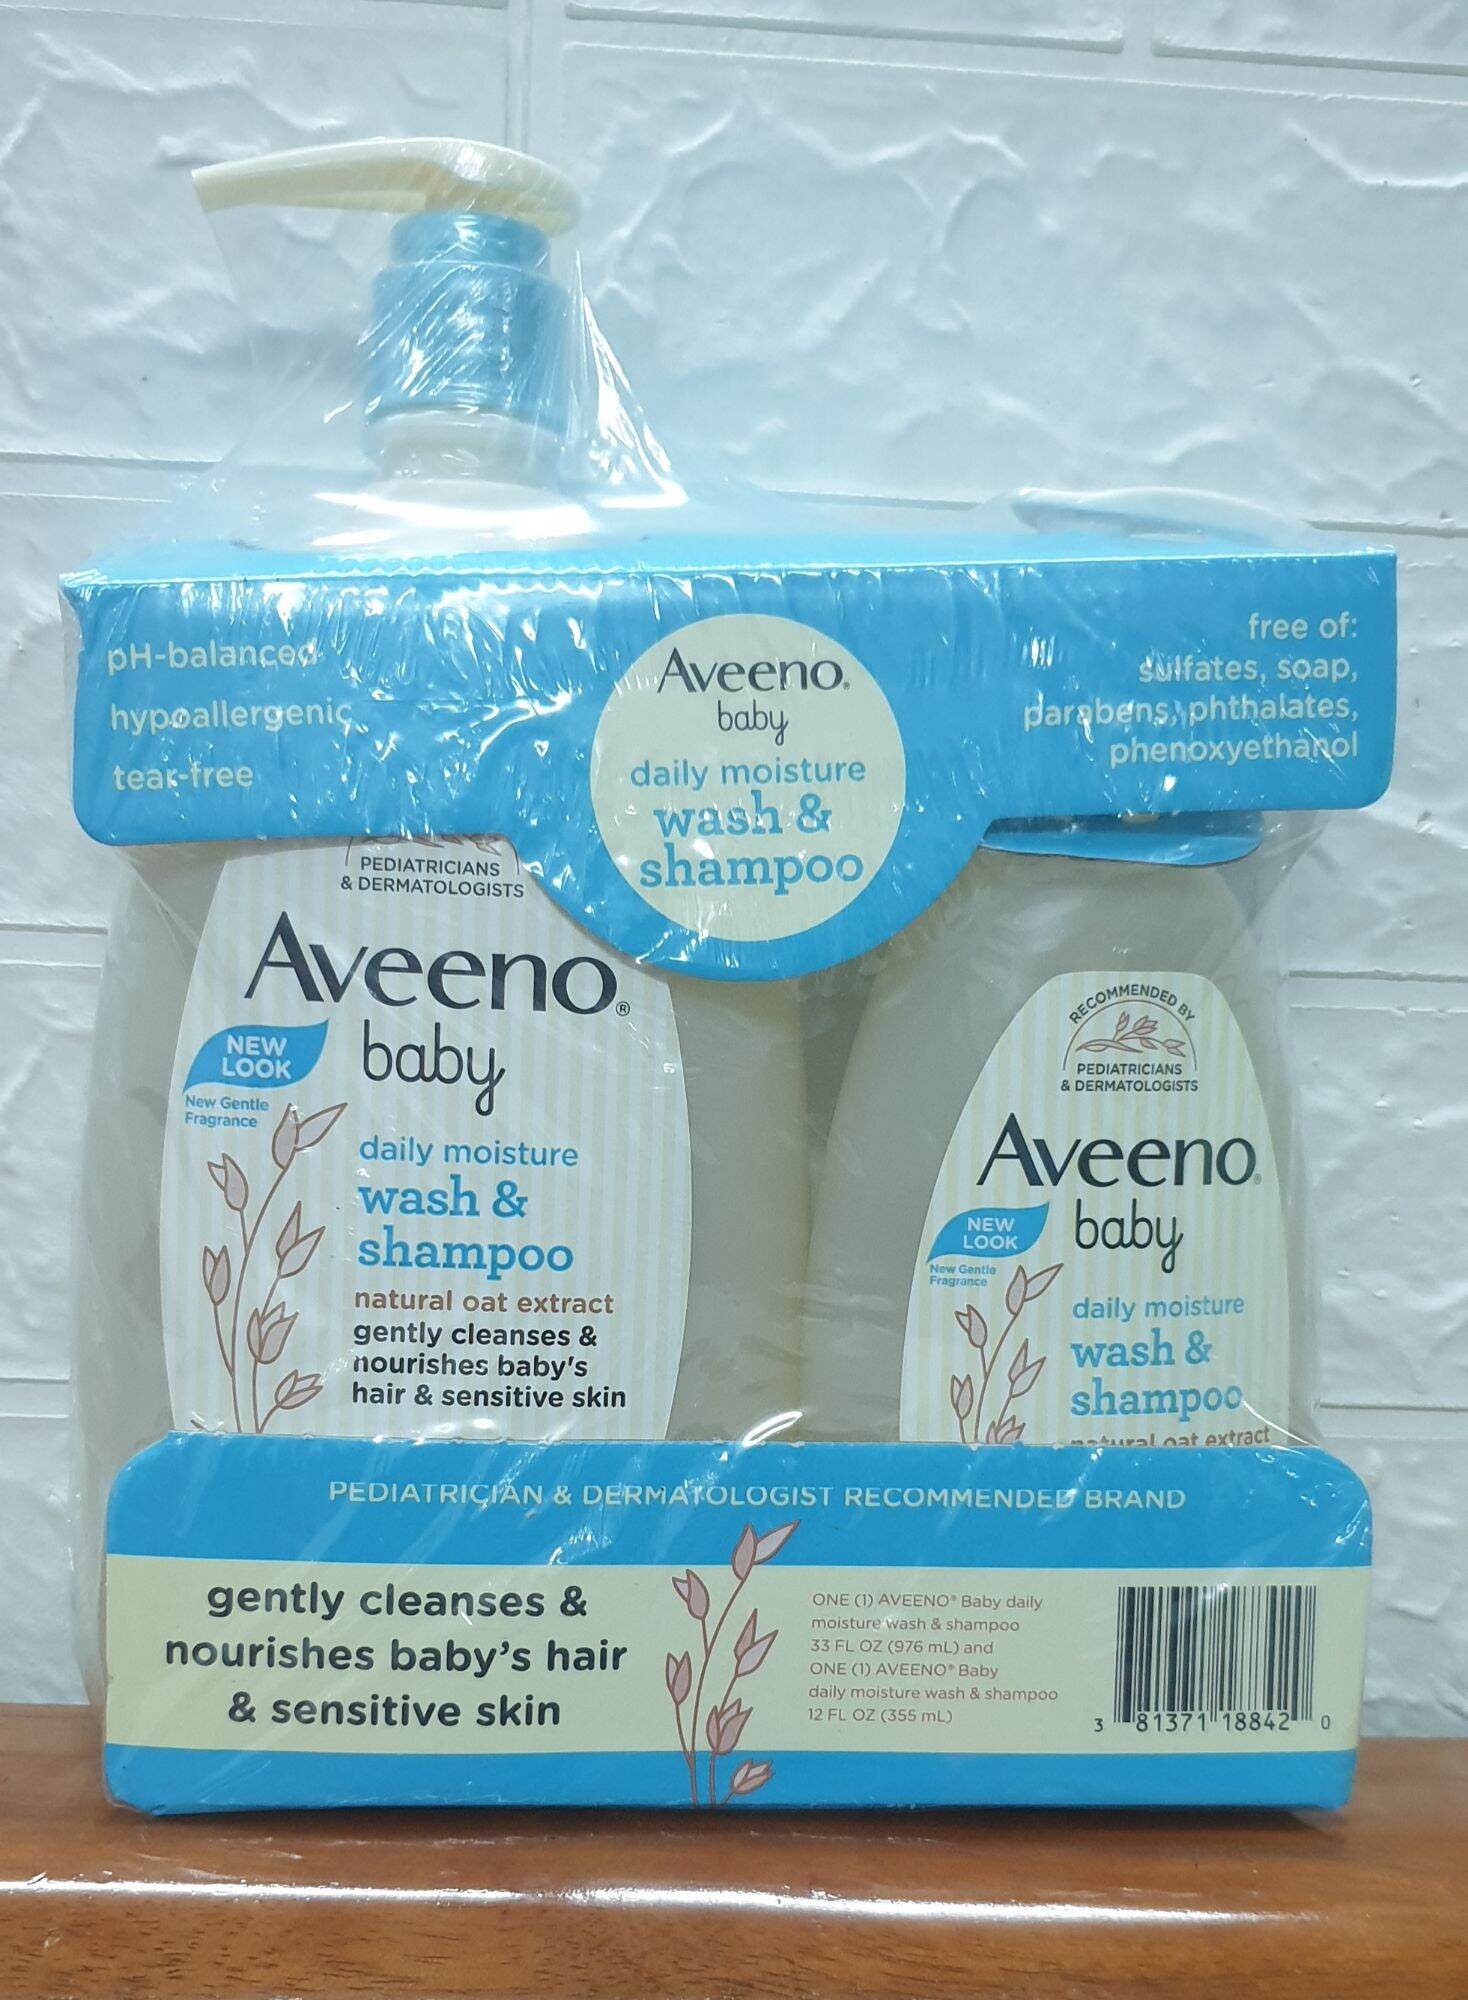 pH-balanced
hypoallergenic
tear-free
Aveeno®
baby
daily moisture
wash &
shampoo
free of:
sulfates, soap,
parabens, phthalates,
phenoxyethanol
PEDIATRICIANS
& DERMATOLOGISTS
Aveeno®
baby
NEW
LOOK
New Gentle
Fragrance
daily moisture
wash &
shampoo
natural oat extract
gently cleanses &
nourishes baby's
hair & sensitive skin
RECOMMENDED BY
PEDIATRICIANS
& DERMATOLOGISTS
Aveeno®
baby
NEW
LOOK
New Gentle
Fragrance
daily moisture
wash &
shampoo
natural oat extract
PEDIATRICIAN & DERMATOLOGIST RECOMMENDED BRAND
gently cleanses &
nourishes baby's hair
& sensitive skin
ONE (1) AVEENO® Baby daily
moisture wash & shampoo
33 FL OZ (976 mL) and
ONE (1) AVEENO® Baby
daily moisture wash & shampoo
12 FL OZ (355 mL)
3 81371 18842 0